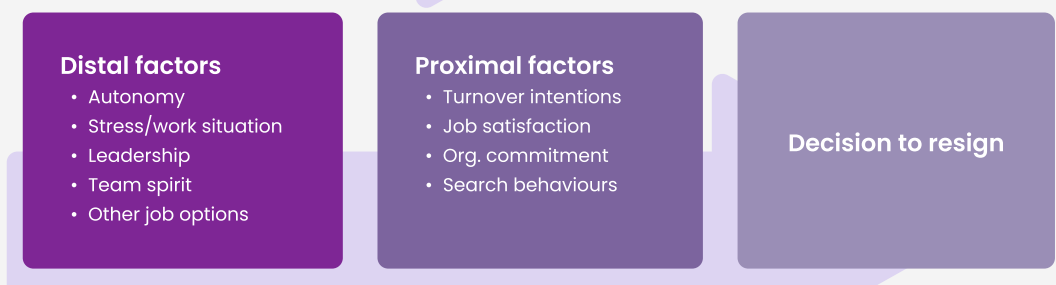 Distal factors
• Autonomy
• Stress/work situation
• Leadership
• Team spirit
• Other job options
Proximal factors
• Turnover intentions
• Job satisfaction
• Org. commitment
• Search behaviours
Decision to resign